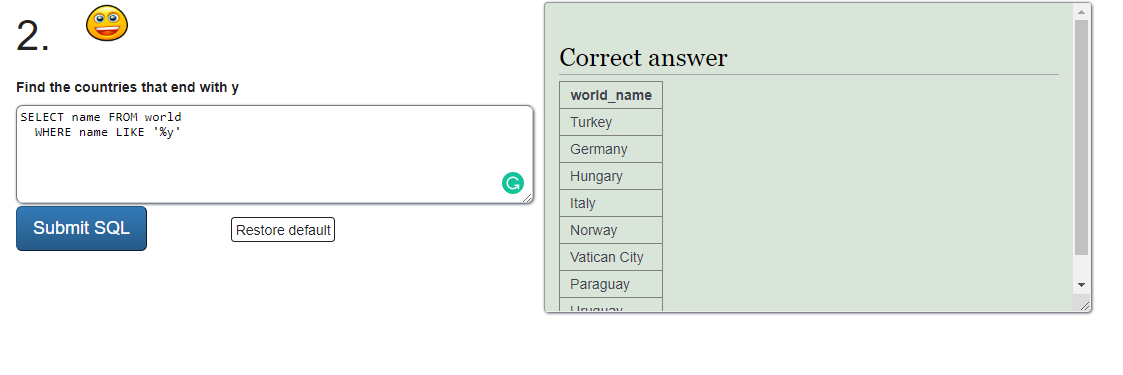 2.
Find the countries that end with y
SELECT name FROM world
WHERE name LIKE '%y'
Submit SQL
Restore default
Correct answer
world_name
Turkey
Germany
Hungary
Italy
Norway
Vatican City
Paraguay
Uruguay